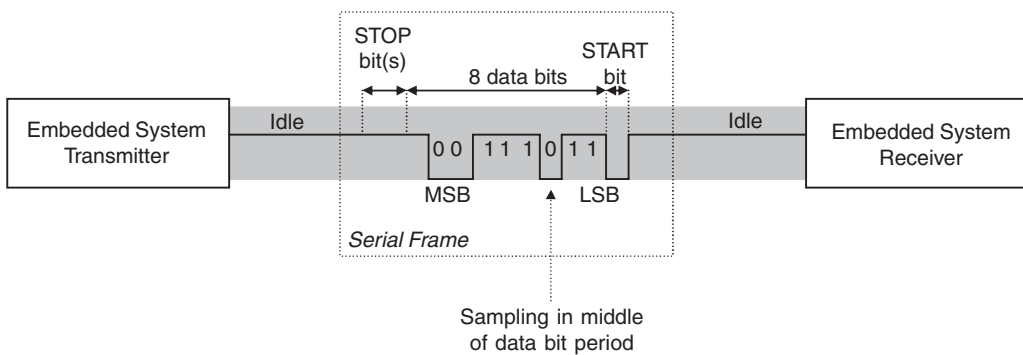 STOP
bit(s)
8 data bits
START
bit
Idle
Idle
Embedded System
Transmitter
Embedded System
Receiver
0 0 1 1 1 0 1 1
MSB
LSB
Serial Frame
Sampling in middle
of data bit period